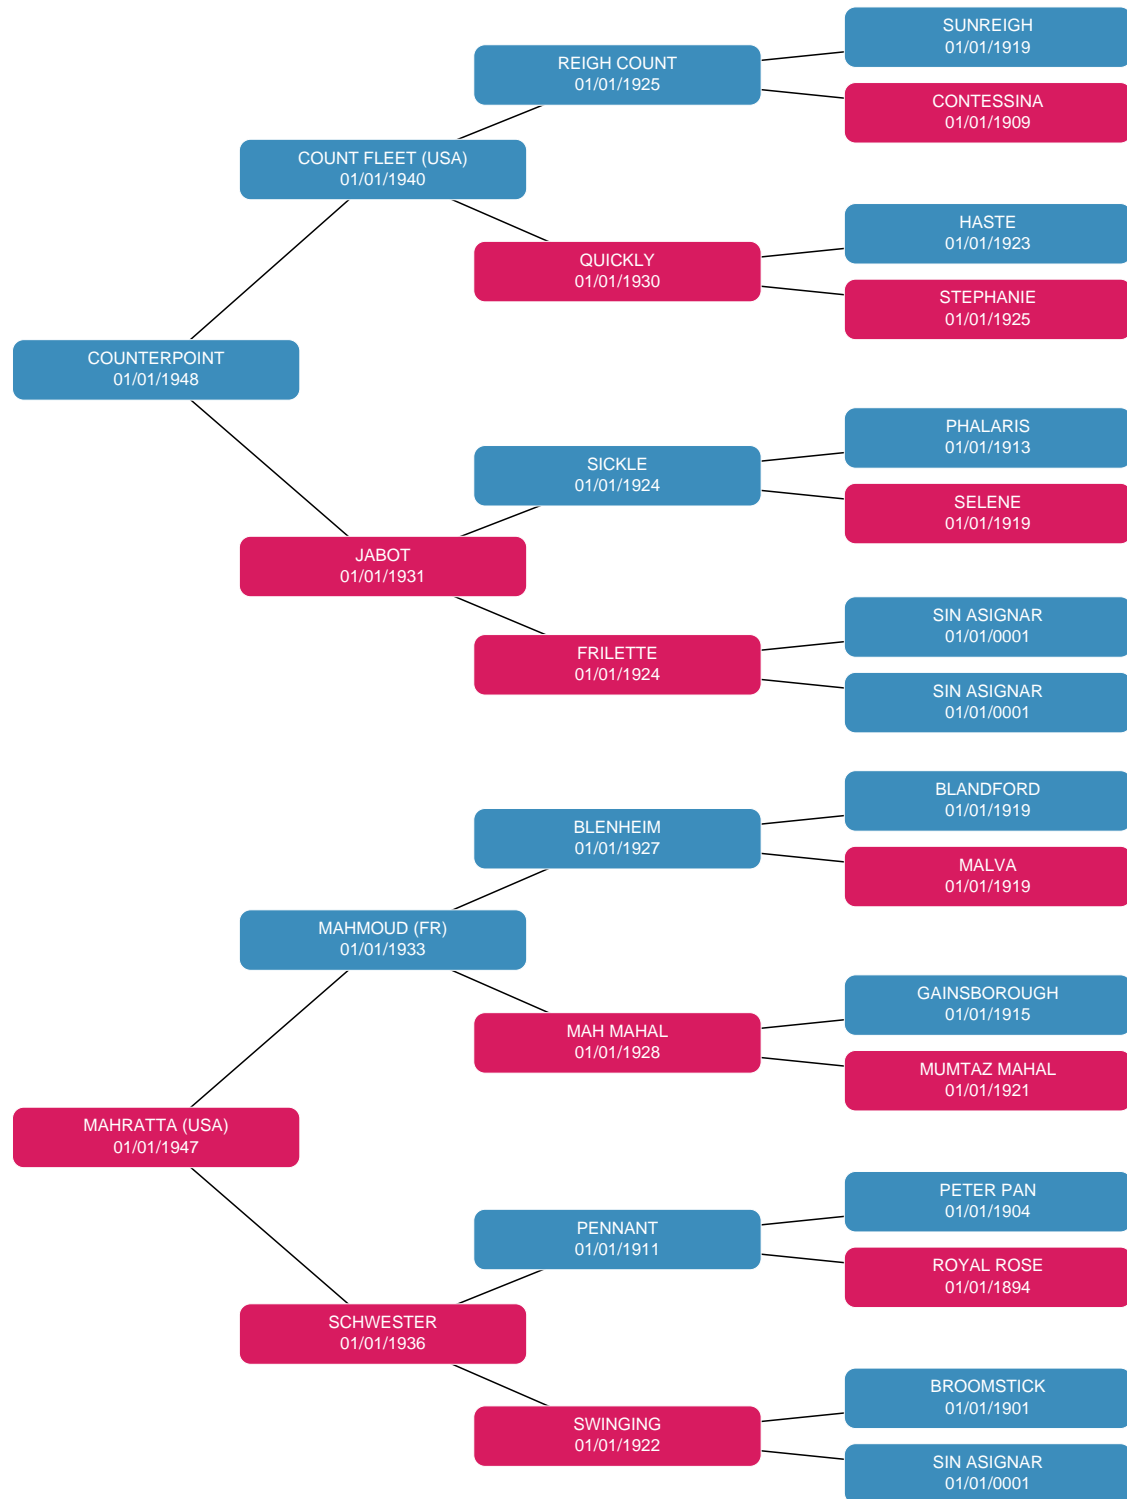 SUNREIGH
01/01/1919
REIGH COUNT
01/01/1925
CONTESSINA
01/01/1909
COUNT FLEET (USA)
01/01/1940
HASTE
01/01/1923
QUICKLY
01/01/1930
STEPHANIE
01/01/1925
COUNTERPOINT
01/01/1948
PHALARIS
01/01/1913
SICKLE
01/01/1924
SELENE
01/01/1919
JABOT
01/01/1931
SIN ASIGNAR
01/01/0001
FRILETTE
01/01/1924
SIN ASIGNAR
01/01/0001
BLANDFORD
01/01/1919
BLENHEIM
01/01/1927
MALVA
01/01/1919
MAHMOUD (FR)
01/01/1933
GAINSBOROUGH
01/01/1915
MAH MAHAL
01/01/1928
MUMTAZ MAHAL
01/01/1921
MAHRATTA (USA)
01/01/1947
PETER PAN
01/01/1904
PENNANT
01/01/1911
ROYAL ROSE
01/01/1894
SCHWESTER
01/01/1936
BROOMSTICK
01/01/1901
SWINGING
01/01/1922
SIN ASIGNAR
01/01/0001